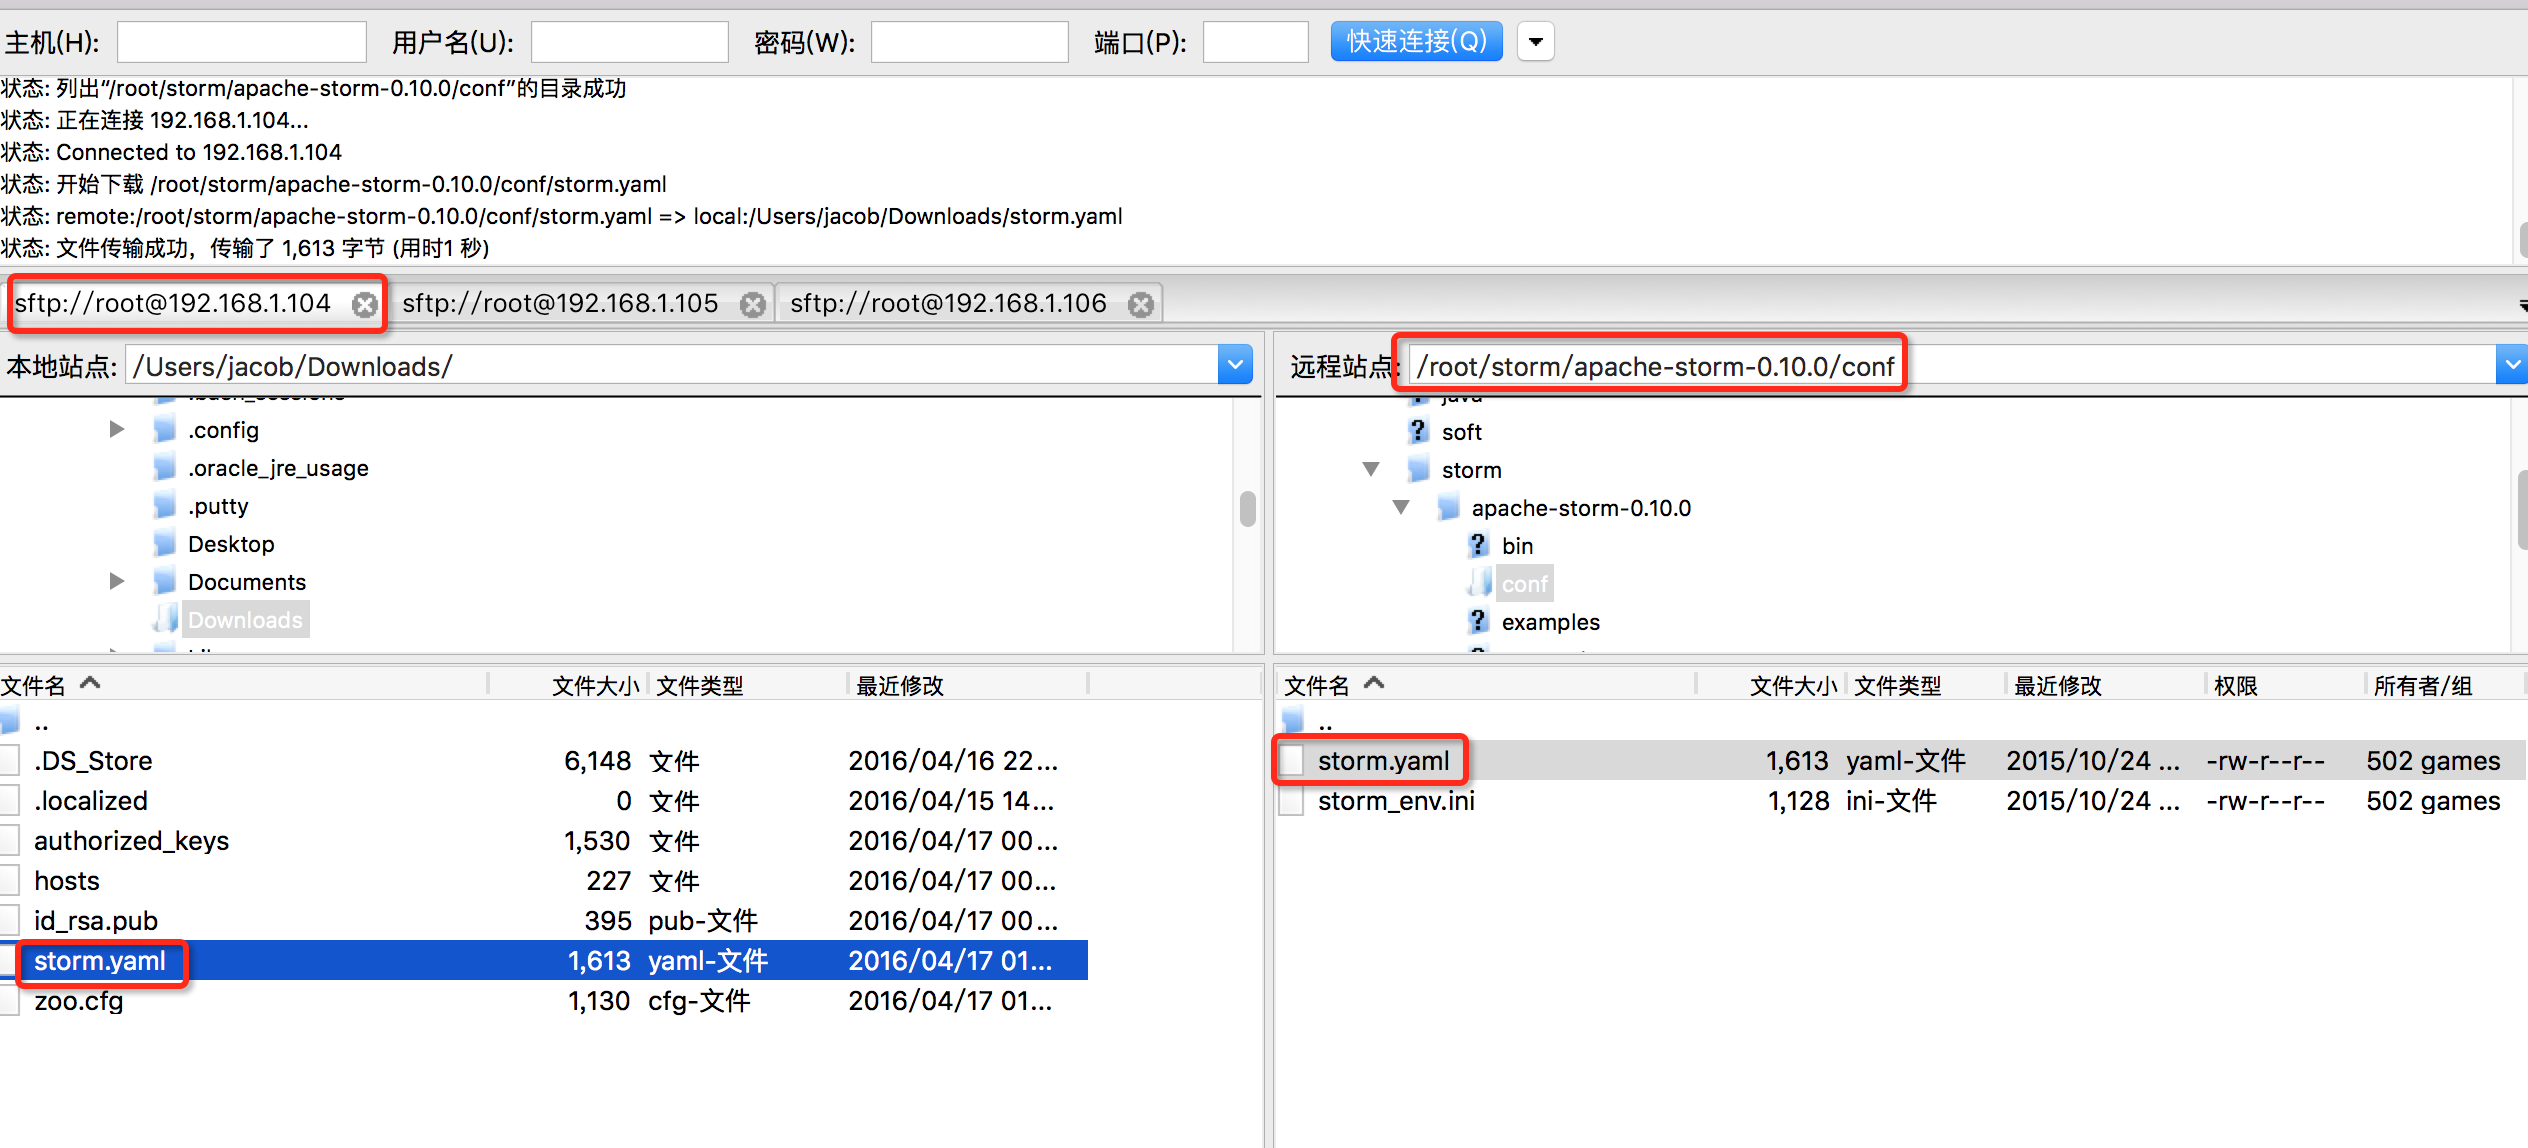 主机(H): 用户名(U): 密码(W): 端口(P): 快速连接(Q)
状态: 列出“/root/storm/apache-storm-0.10.0/conf”的目录成功
状态: 正在连接 192.168.1.104...
状态: Connected to 192.168.1.104
状态: 开始下载 /root/storm/apache-storm-0.10.0/conf/storm.yaml
状态: remote:/root/storm/apache-storm-0.10.0/conf/storm.yaml => local:/Users/jacob/Downloads/storm.yaml
状态: 文件传输成功，传输了 1,613 字节 (用时1 秒)
sftp://root@192.168.1.104 sftp://root@192.168.1.105 sftp://root@192.168.1.106
本地站点: /Users/jacob/Downloads/
.config
.oracle_jre_usage
.putty
Desktop
Documents
Downloads
远程站点: /root/storm/apache-storm-0.10.0/conf
java
soft
storm
apache-storm-0.10.0
bin
conf
examples
文件名 文件大小 文件类型 最近修改
..
.DS_Store 6,148 文件 2016/04/16 22...
.localized 0 文件 2016/04/15 14...
authorized_keys 1,530 文件 2016/04/17 00...
hosts 227 文件 2016/04/17 00...
id_rsa.pub 395 pub-文件 2016/04/17 00...
storm.yaml 1,613 yaml-文件 2016/04/17 01...
zoo.cfg 1,130 cfg-文件 2016/04/17 01...
文件名 文件大小 文件类型 最近修改 权限 所有者/组
..
storm.yaml 1,613 yaml-文件 2015/10/24 ... -rw-r--r-- 502 games
storm_env.ini 1,128 ini-文件 2015/10/24 ... -rw-r--r-- 502 games